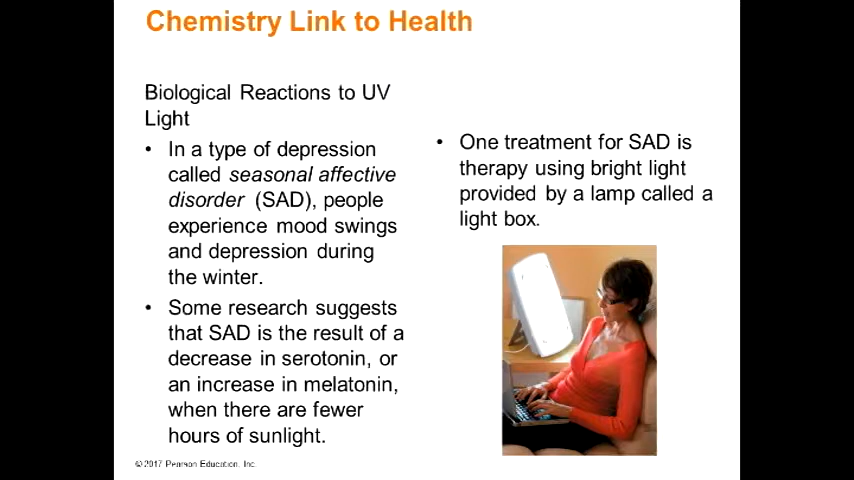 Chemistry Link to Health
Biological Reactions to UV
Light
• In a type of depression
called seasonal affective
disorder (SAD), people
experience mood swings
and depression during
the winter.
• Some research suggests
that SAD is the result of a
decrease in serotonin, or
an increase in melatonin,
when there are fewer
hours of sunlight.
• One treatment for SAD is
therapy using bright light
provided by a lamp called a
light box.
© 2017 Pearson Education, Inc.